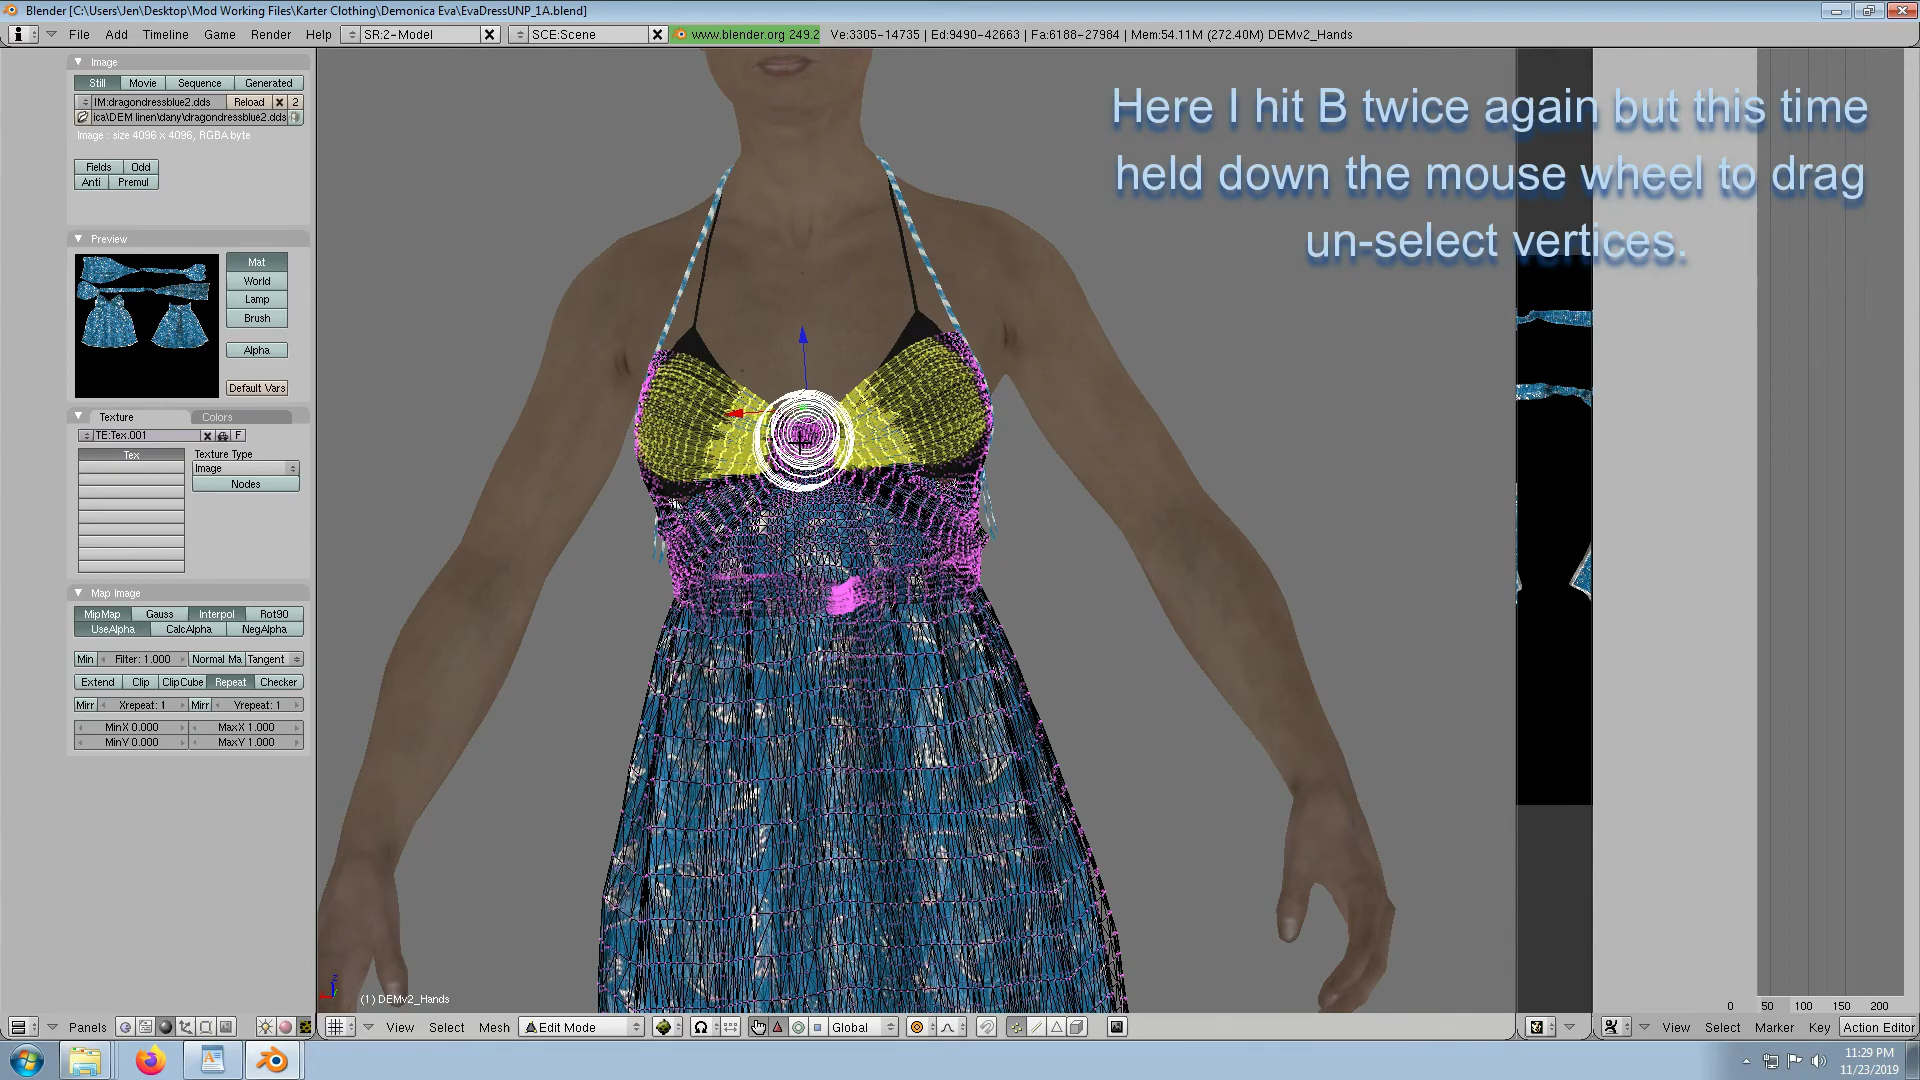 Blender [C:\Users\Jen\Desktop\Mod Working Files\Karter Clothing\Demonica Eva\EvaDressUNP_1A.blend]
File Add Timeline Game Render Help SR:2-Model SCE:Scene www.blender.org 249.2 Ve:3305-14735 | Ed:9490-42663 | Fa:6188-27984 | Mem:54.11M (272.40M) DEMv2_Hands
Image
Still Movie Sequence Generated
IM:dragondressblue2.dds Reload 2
ica\DEM linen\dany\dragondressblue2.dds
Image : size 4096 x 4096, RGBA byte
Fields Odd
Anti Premul
Preview
Mat
World
Lamp
Brush
Alpha
Default Vars
Texture Colors
TE:Tex.001 F
Tex
Texture Type
Image
Nodes
Map Image
MipMap Gauss Interpol Rot90
UseAlpha CalcAlpha NegAlpha
Min Filter: 1.000 Normal Ma Tangent
Extend Clip ClipCube Repeat Checker
Mirr Xrepeat: 1 Mirr Yrepeat: 1
MinX 0.000 MaxX 1.000
MinY 0.000 MaxY 1.000
Here I hit B twice again but this time
held down the mouse wheel to drag
un-select vertices.
z
(1) DEMv2_Hands
0 50 100 150 200
Panels View Select Mesh Edit Mode Global View Select Marker Key Action Editor
11:29 PM
11/23/2019